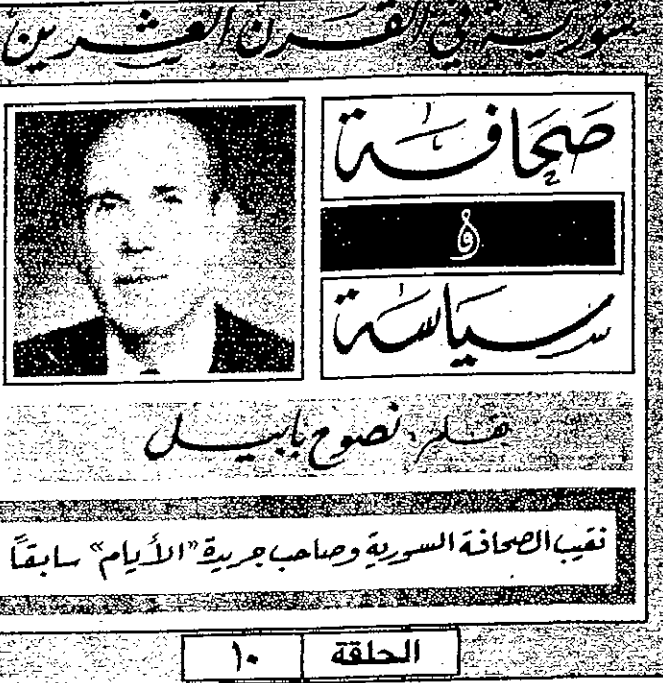 سورية في القرن العشرين
صحافة
و
سياسة
بقلم: نصوح بابيل
نقيب الصحافة السورية وصاحب جريدة "الأيام" سابقاً
الحلقة ١٠